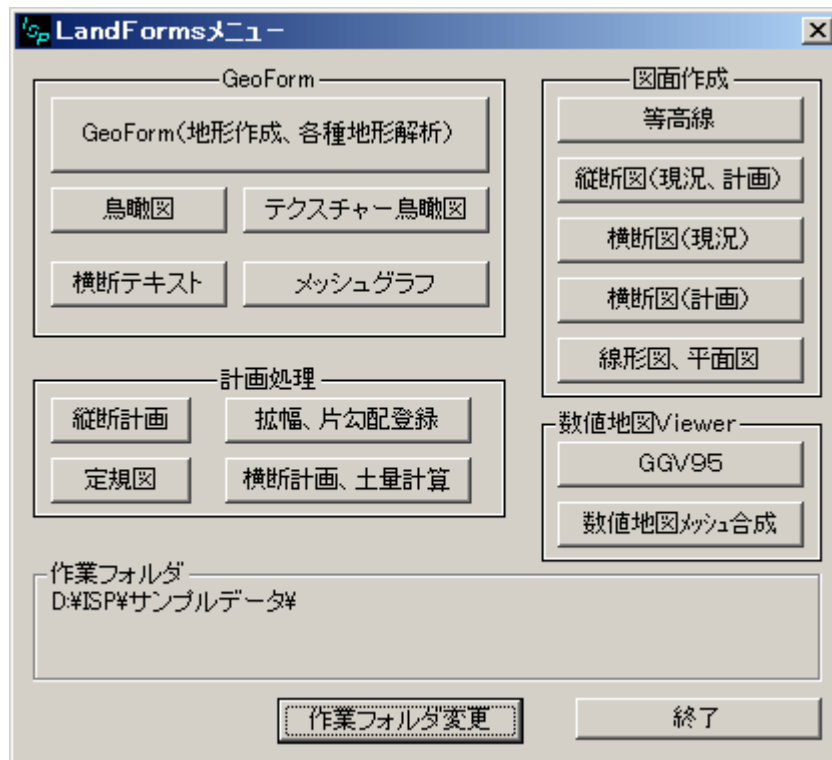 ISP LandFormsメニュー
GeoForm
GeoForm(地形作成、各種地形解析)
鳥瞰図 テクスチャー鳥瞰図
横断テキスト メッシュグラフ
図面作成
等高線
縦断図(現況、計画)
横断図(現況)
横断図(計画)
線形図、平面図
計画処理
縦断計画 拡幅、片勾配登録
定規図 横断計画、土量計算
数値地図Viewer
GGV95
数値地図メッシュ合成
作業フォルダ
D:¥ISP¥サンプルデータ¥
作業フォルダ変更 終了